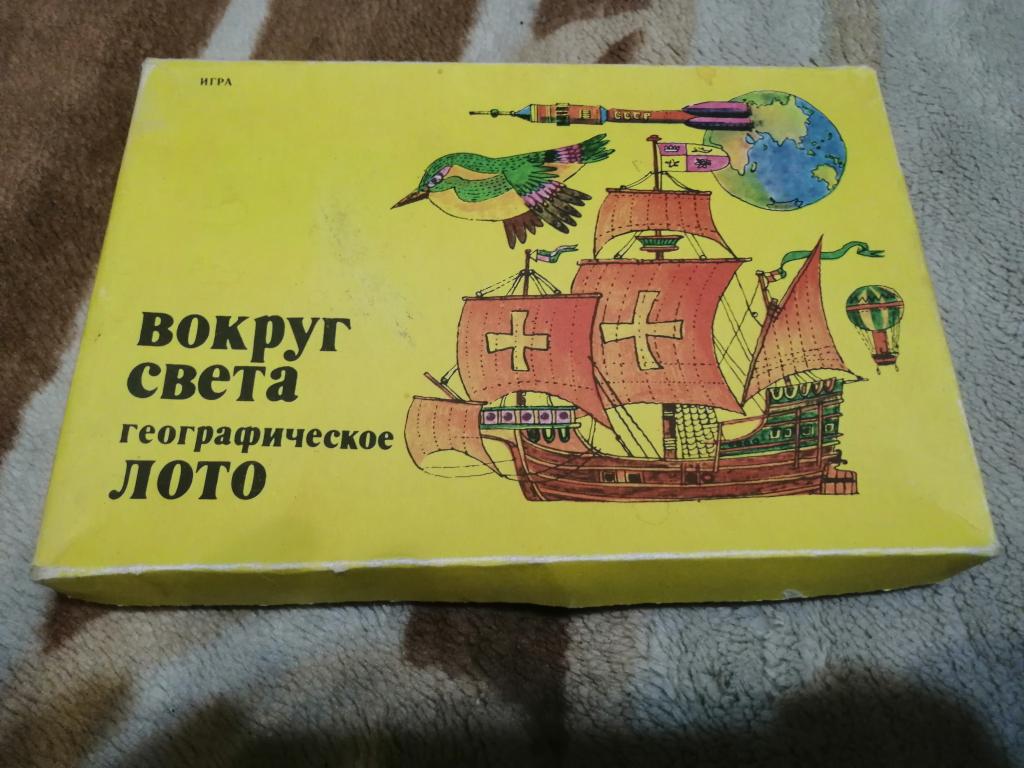 ИГРА
СССР
вокруг
света
географическое
лото